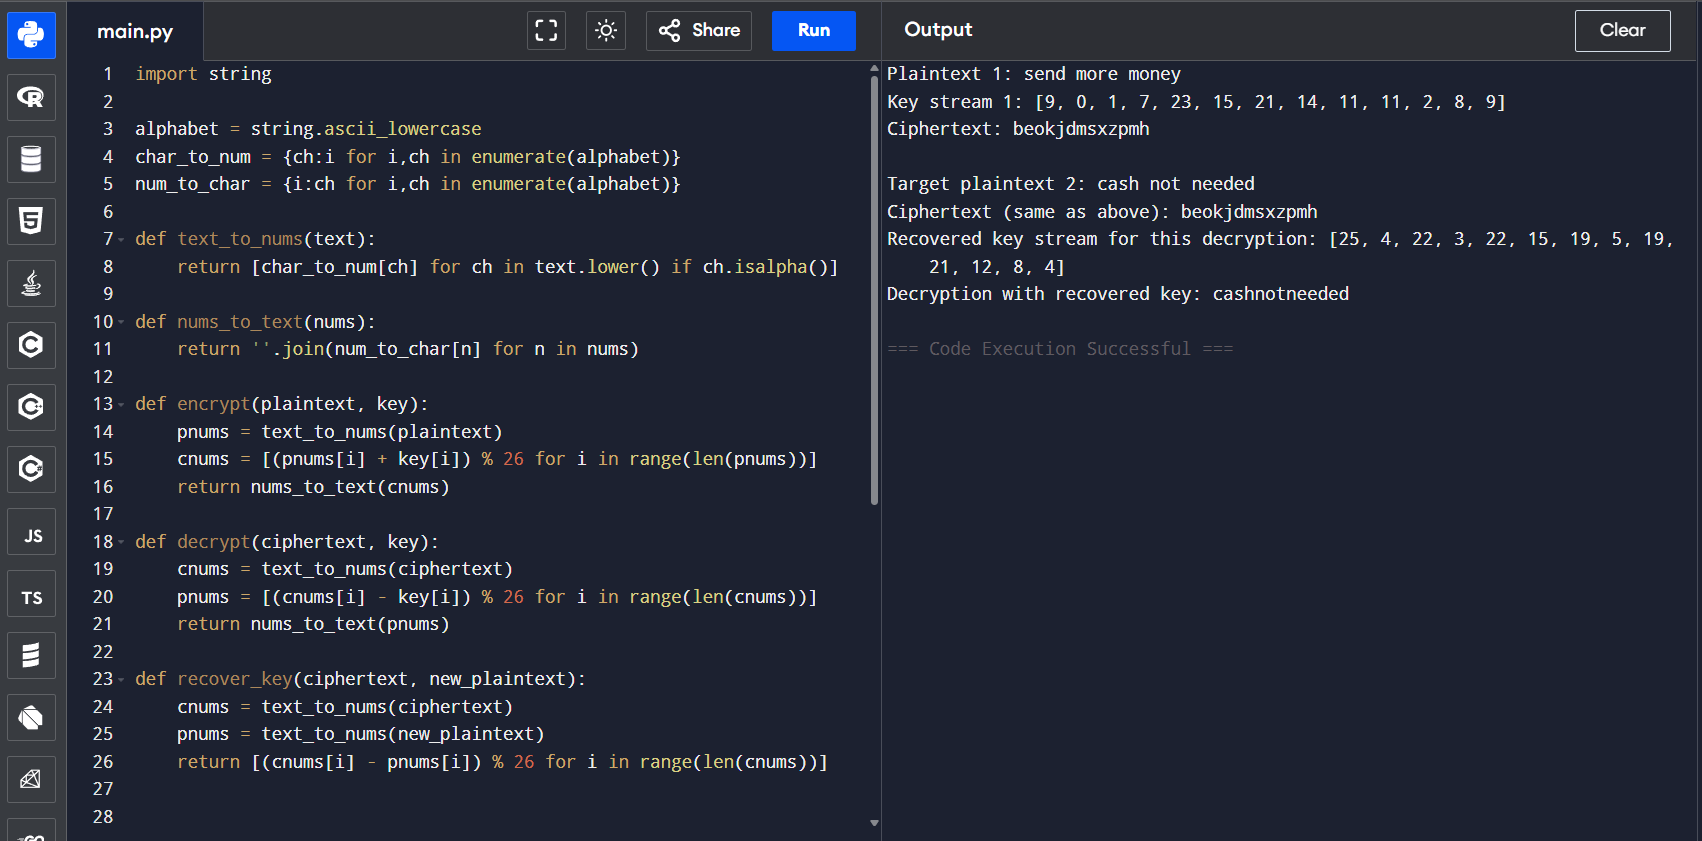 main.py
Share
Run
Output
Clear
1 import string
2
3 alphabet = string.ascii_lowercase
4 char_to_num = {ch:i for i,ch in enumerate(alphabet)}
5 num_to_char = {i:ch for i,ch in enumerate(alphabet)}
6
7 def text_to_nums(text):
8     return [char_to_num[ch] for ch in text.lower() if ch.isalpha()]
9
10 def nums_to_text(nums):
11     return ''.join(num_to_char[n] for n in nums)
12
13 def encrypt(plaintext, key):
14     pnums = text_to_nums(plaintext)
15     cnums = [(pnums[i] + key[i]) % 26 for i in range(len(pnums))]
16     return nums_to_text(cnums)
17
18 def decrypt(ciphertext, key):
19     cnums = text_to_nums(ciphertext)
20     pnums = [(cnums[i] - key[i]) % 26 for i in range(len(cnums))]
21     return nums_to_text(pnums)
22
23 def recover_key(ciphertext, new_plaintext):
24     cnums = text_to_nums(ciphertext)
25     pnums = text_to_nums(new_plaintext)
26     return [(cnums[i] - pnums[i]) % 26 for i in range(len(cnums))]
27
28
Plaintext 1: send more money
Key stream 1: [9, 0, 1, 7, 23, 15, 21, 14, 11, 11, 2, 8, 9]
Ciphertext: beokjdmsxzpmh
Target plaintext 2: cash not needed
Ciphertext (same as above): beokjdmsxzpmh
Recovered key stream for this decryption: [25, 4, 22, 3, 22, 15, 19, 5, 19,
21, 12, 8, 4]
Decryption with recovered key: cashnotneeded
=== Code Execution Successful ===
R
5
C
C
C
JS
TS